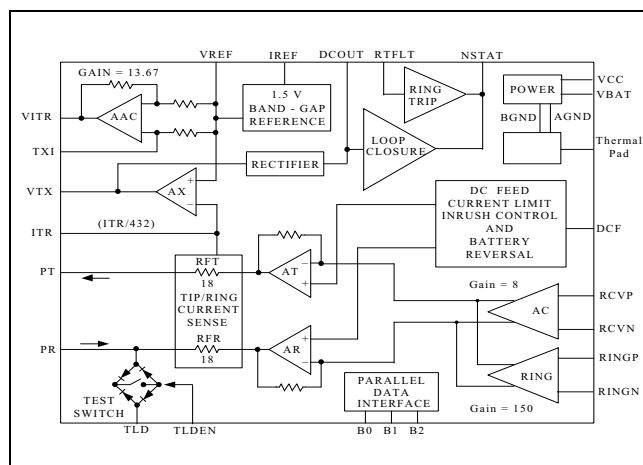 VREF IREF DCOUT RTFLT NSTAT
GAIN = 13.67
VITR
AAC
TXI
1.5 V
BAND - GAP
REFERENCE
RING
TRIP
POWER
VCC
VBAT
BGND
AGND
Thermal
Pad
LOOP
CLOSURE
RECTIFIER
VTX
AX
+
−
ITR
(ITR/432)
DC FEED
CURRENT LIMIT
INRUSH CONTROL
AND
BATTERY
REVERSAL
DCF
PT
RFT
18
AT
−
+
TIP/RING
CURRENT
SENSE
Gain = 8
AC
RCVP
RCVN
PR
RFR
18
AR
+
−
RING
RINGP
RINGN
Gain = 150
TEST
SWITCH
TLD
TLDEN
PARALLEL
DATA
INTERFACE
B0 B1 B2